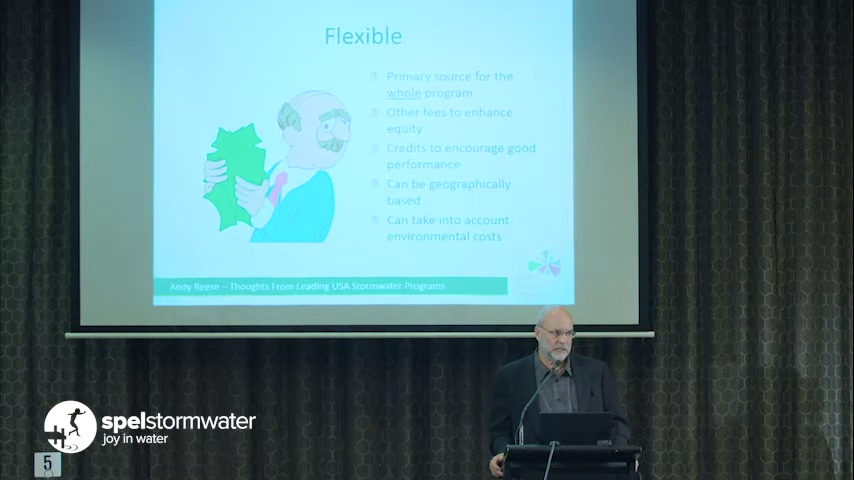 Flexible
Primary source for the
whole program
Other fees to enhance
equity
Credits to encourage good
performance
Can be geographically
based
Can take into account
environmental costs
Andy Reese – Thoughts From Leading USA Stormwater Programs
spelstormwater
joy in water
5